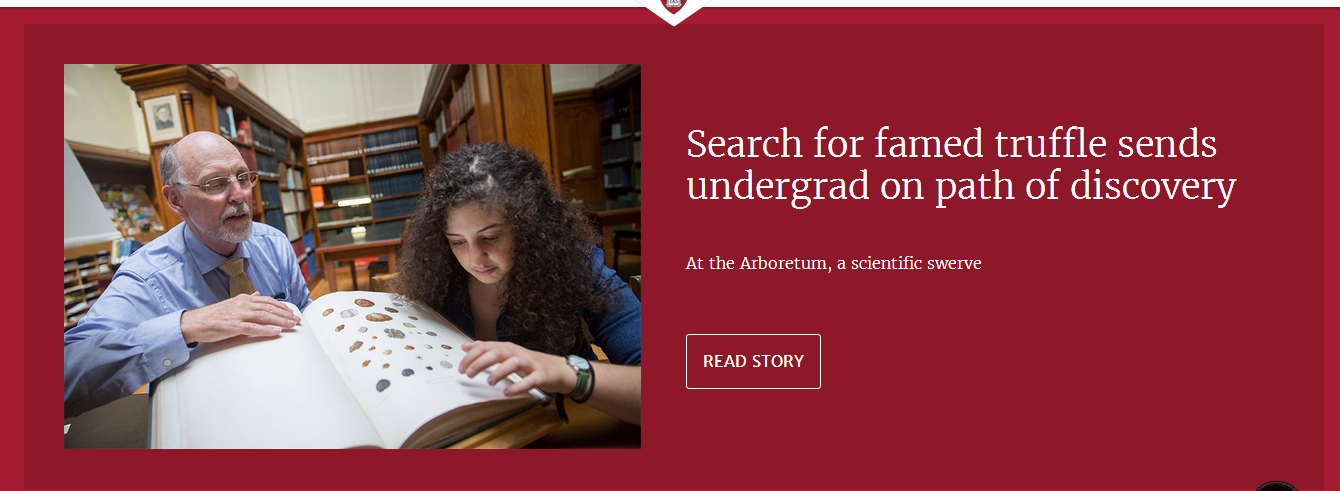 Search for famed truffle sends
undergrad on path of discovery
At the Arboretum, a scientific swerve
READ STORY